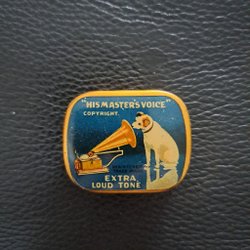 "HIS MASTER'S VOICE"
COPYRIGHT.
EXTRA
LOUD TONE